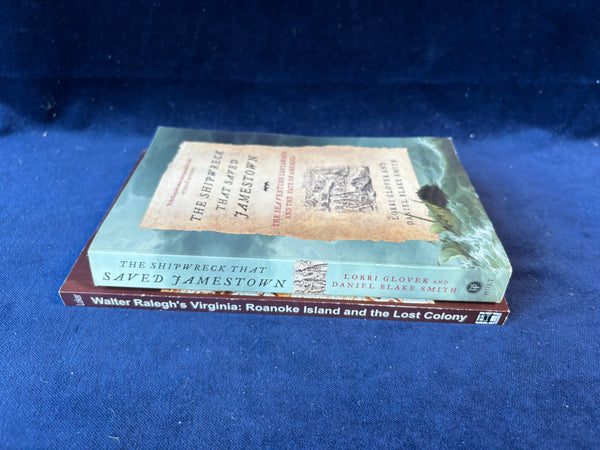 THE SHIPWRECK
THAT SAVED
JAMESTOWN
THE SEA VENTURE CASTAWAYS
AND THE FATE OF AMERICA
LORRI GLOVER AND
DANIEL BLAKE SMITH
THE SHIPWRECK THAT
SAVED JAMESTOWN
LORRI GLOVER AND
DANIEL BLAKE SMITH
Walter Ralegh's Virginia: Roanoke Island and the Lost Colony